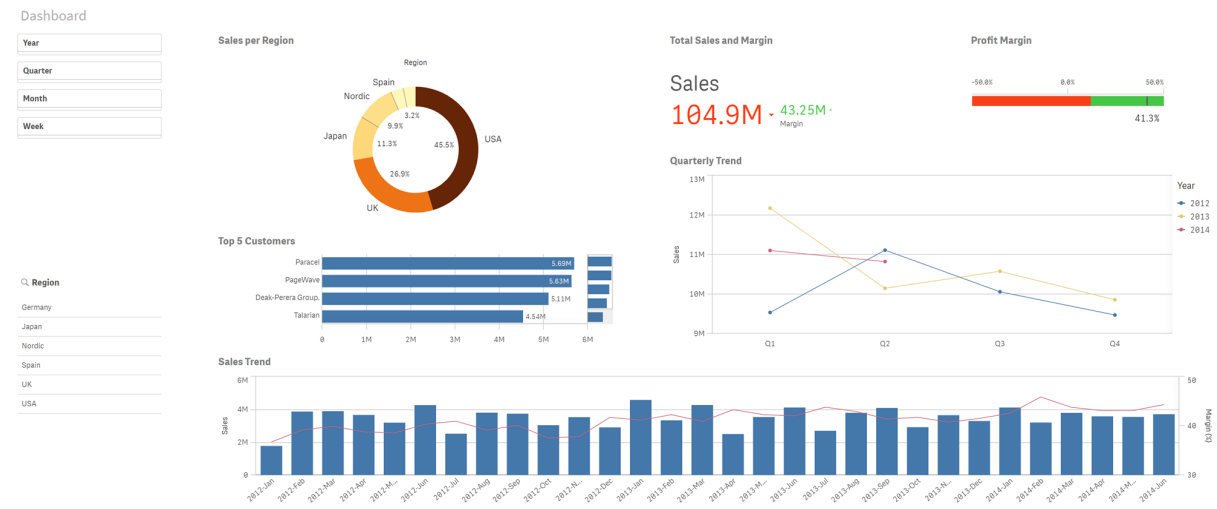 Dashboard
Year
Quarter
Month
Week
Region
Germany
Japan
Nordic
Spain
UK
USA
Sales per Region
Region
Spain
Nordic
Japan
UK
USA
3.2%
9.9%
11.3%
26.9%
45.5%
Top 5 Customers
Paracel 5.69M
PageWave 5.63M
Deak-Perera Group. 5.11M
Talarian 4.54M
0 1M 2M 3M 4M 5M 6M
Total Sales and Margin
Sales
104.9M
43.25M
Margin
Profit Margin
-50.0% 0.0% 50.0%
41.3%
Quarterly Trend
Sales
13M
12M
11M
10M
9M
Q1 Q2 Q3 Q4
Year
2012
2013
2014
Sales Trend
Sales
6M
4M
2M
0
50
40
30
Margin (%)
2012-Jan 2012-Feb 2012-Mar 2012-Apr 2012-M... 2012-Jun 2012-Jul 2012-Aug 2012-Sep 2012-Oct 2012-N... 2012-Dec 2013-Jan 2013-Feb 2013-Mar 2013-Apr 2013-M... 2013-Jun 2013-Jul 2013-Aug 2013-Sep 2013-Oct 2013-N... 2013-Dec 2014-Jan 2014-Feb 2014-Mar 2014-Apr 2014-M... 2014-Jun